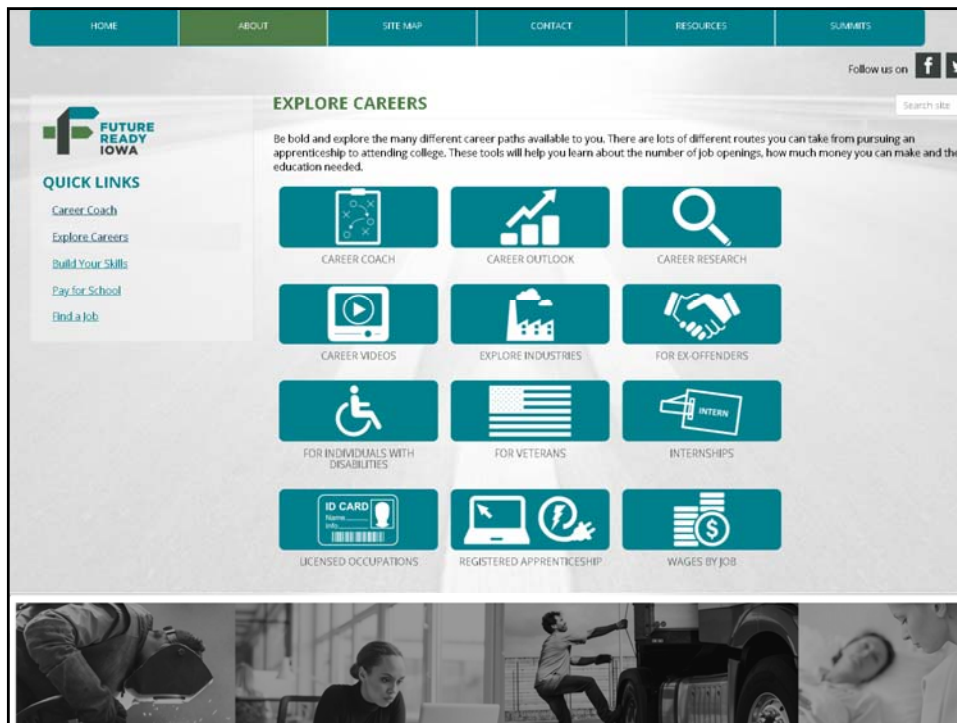 HOME
ABOUT
SITE MAP
CONTACT
RESOURCES
SUMMITS
Follow us on
Search site
FUTURE
READY
IOWA
QUICK LINKS
Career Coach
Explore Careers
Build Your Skills
Pay for School
Find a Job
EXPLORE CAREERS
Be bold and explore the many different career paths available to you. There are lots of different routes you can take from pursuing an
apprenticeship to attending college. These tools will help you learn about the number of job openings, how much money you can make and the
education needed.
CAREER COACH
CAREER OUTLOOK
CAREER RESEARCH
CAREER VIDEOS
EXPLORE INDUSTRIES
FOR EX-OFFENDERS
INTERN
FOR INDIVIDUALS WITH
DISABILITIES
FOR VETERANS
INTERNSHIPS
ID CARD
Name
Info
LICENSED OCCUPATIONS
REGISTERED APPRENTICESHIP
$
WAGES BY JOB